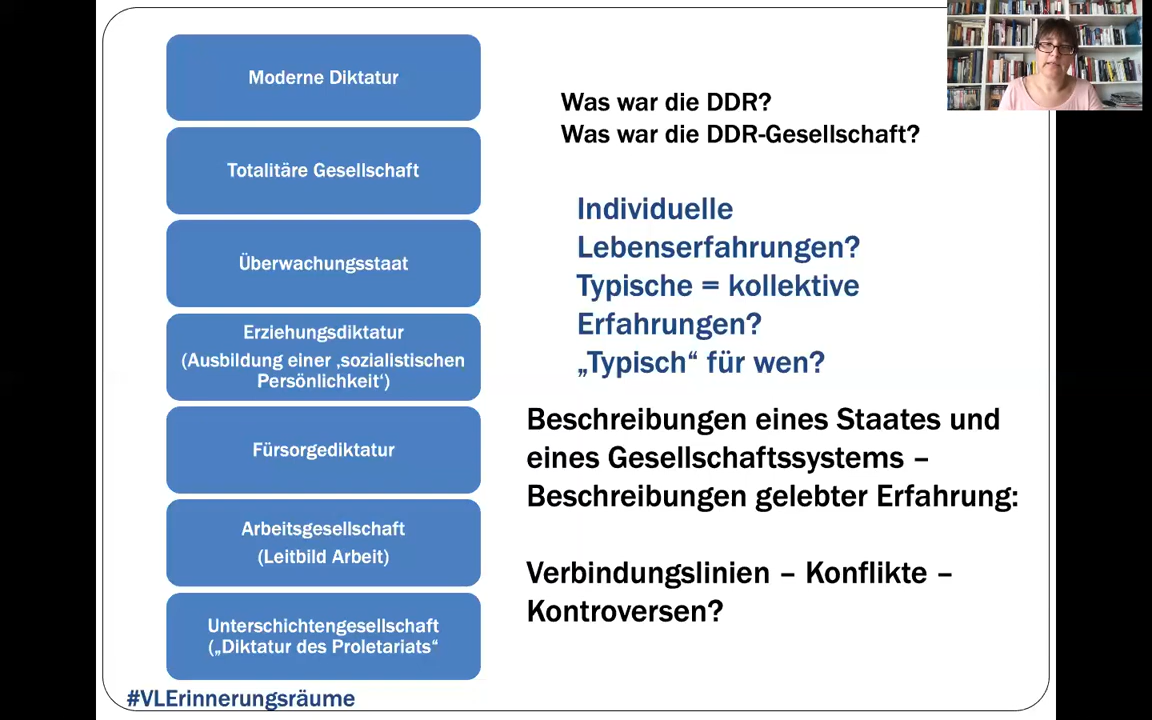 Moderne Diktatur
Totalitäre Gesellschaft
Überwachungsstaat
Erziehungsdiktatur
(Ausbildung einer ‚sozialistischen
Persönlichkeit‘)
Fürsorgediktatur
Arbeitsgesellschaft
(Leitbild Arbeit)
Unterschichtengesellschaft
(„Diktatur des Proletariats“
Was war die DDR?
Was war die DDR-Gesellschaft?
Individuelle
Lebenserfahrungen?
Typische = kollektive
Erfahrungen?
„Typisch“ für wen?
Beschreibungen eines Staates und
eines Gesellschaftssystems –
Beschreibungen gelebter Erfahrung:
Verbindungslinien – Konflikte –
Kontroversen?
#VLErinnerungsräume